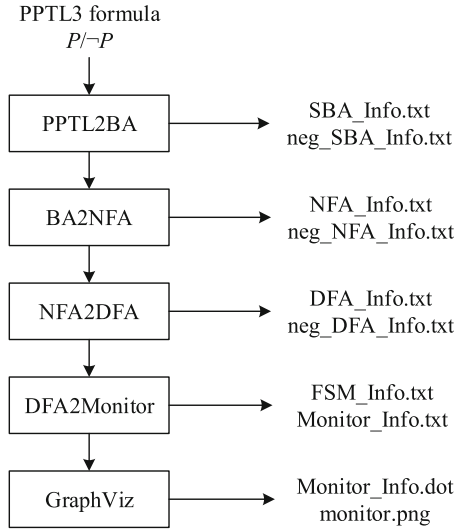 PPTL3 formula
P/¬P
PPTL2BA
SBA_Info.txt
neg_SBA_Info.txt
BA2NFA
NFA_Info.txt
neg_NFA_Info.txt
NFA2DFA
DFA_Info.txt
neg_DFA_Info.txt
DFA2Monitor
FSM_Info.txt
Monitor_Info.txt
GraphViz
Monitor_Info.dot
monitor.png